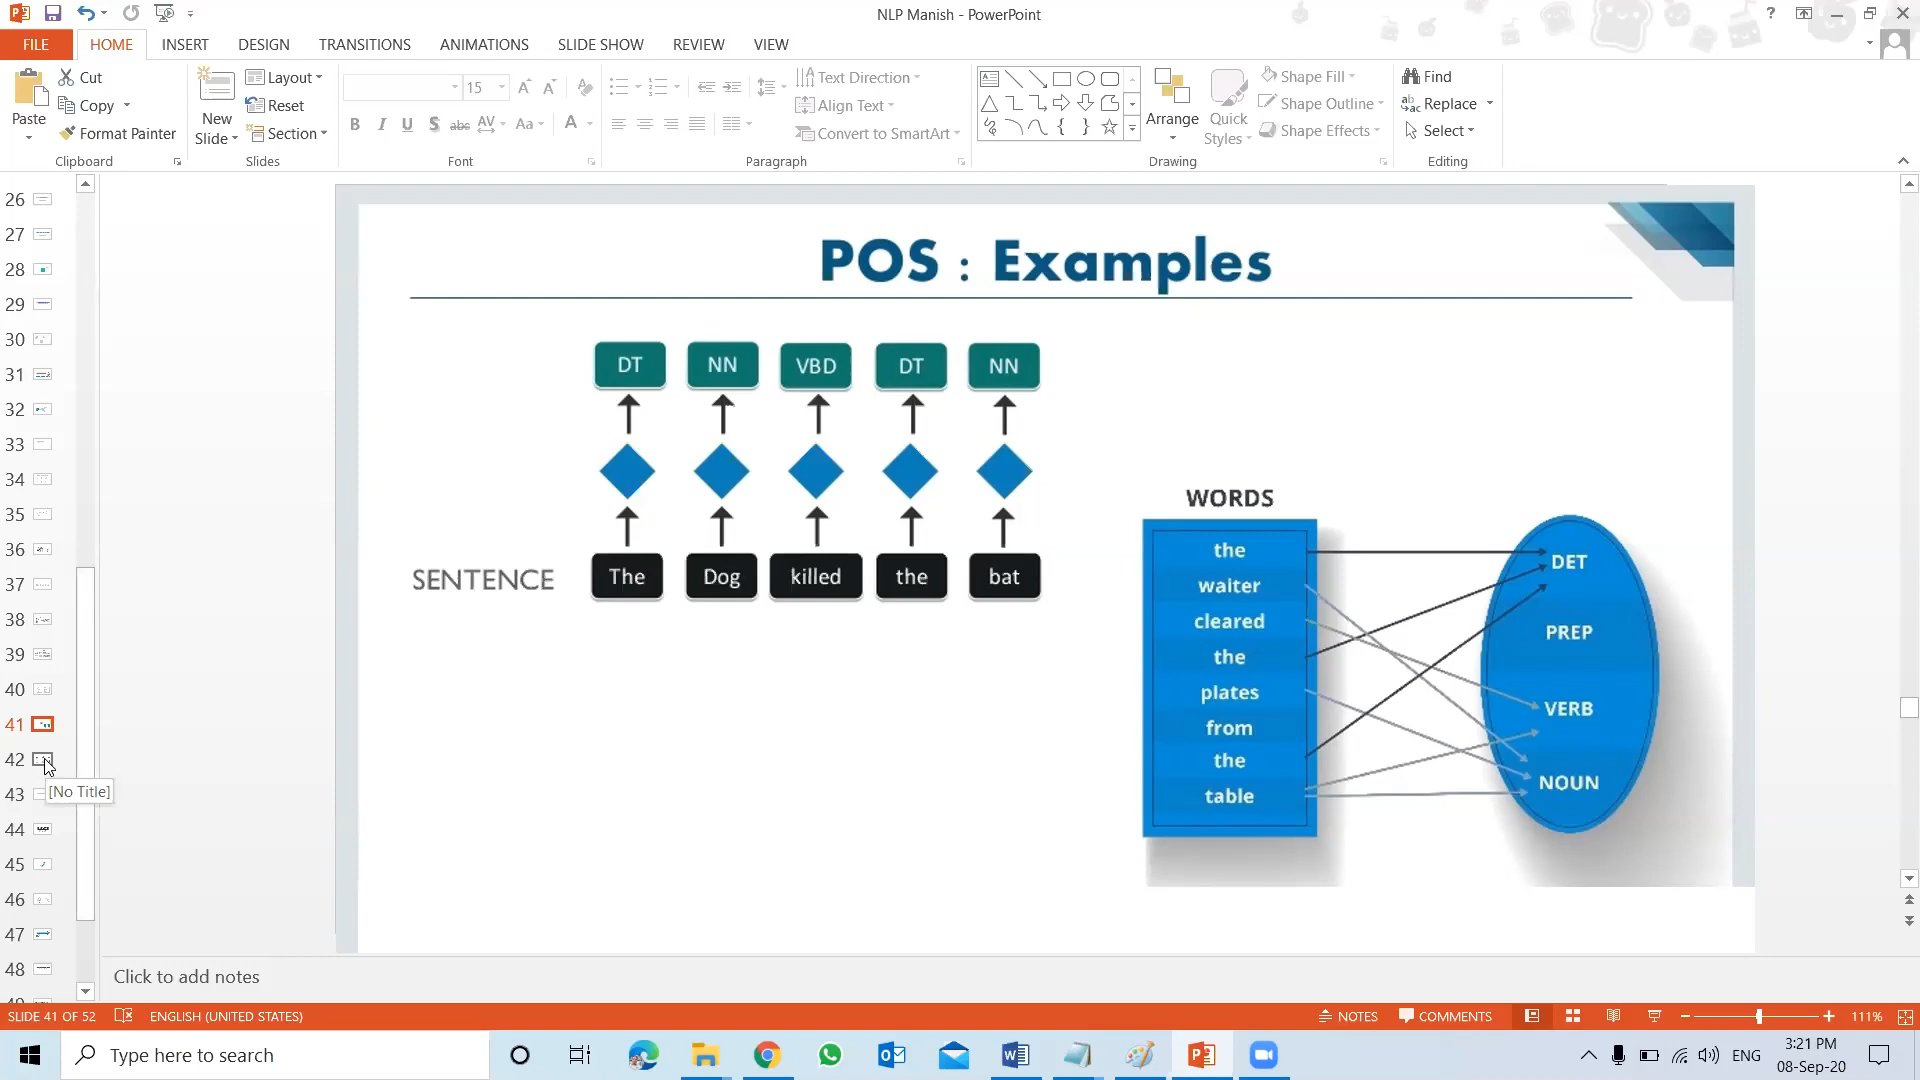 NLP Manish - PowerPoint
?
FILE
HOME
INSERT
DESIGN
TRANSITIONS
ANIMATIONS
SLIDE SHOW
REVIEW
VIEW
Paste
Cut
Copy
Format Painter
Clipboard
New
Slide
Layout
Reset
Section
Slides
15
A A
B I U S abc AV Aa A
Font
Text Direction
Align Text
Convert to SmartArt
Paragraph
Arrange
Quick
Styles
Shape Fill
Shape Outline
Shape Effects
Drawing
Find
Replace
Select
Editing
26
27
28
29
30
31
32
33
34
35
36
37
38
39
40
41
42
[No Title]
43
44
45
46
47
48
POS : Examples
DT NN VBD DT NN
SENTENCE The Dog killed the bat
WORDS
the
waiter
cleared
the
plates
from
the
table
DET
PREP
VERB
NOUN
Click to add notes
SLIDE 41 OF 52
ENGLISH (UNITED STATES)
NOTES
COMMENTS
111%
Type here to search
ENG
3:21 PM
08-Sep-20